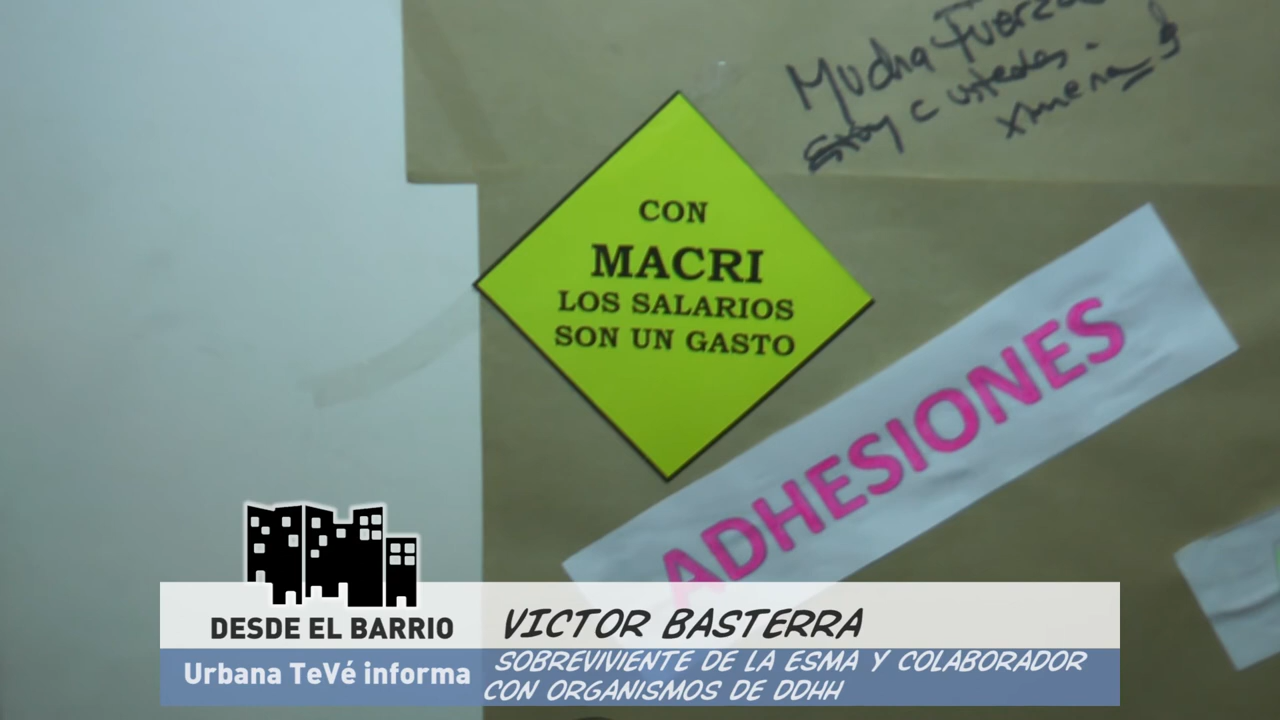 Mucha Fuerza
Estoy c ustedes.
Ximena
CON
MACRI
LOS SALARIOS
SON UN GASTO
ADHESIONES
DESDE EL BARRIO
Urbana TeVé informa
VICTOR BASTERRA
SOBREVIVIENTE DE LA ESMA Y COLABORADOR
CON ORGANISMOS DE DDHH